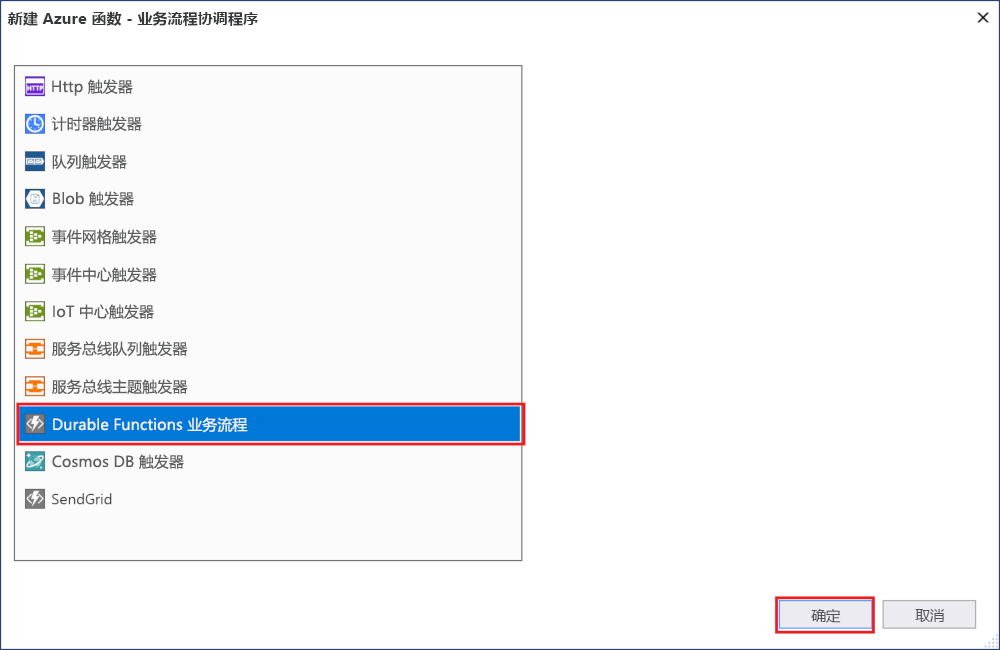 新建 Azure 函数 - 业务流程协调程序
HTTP Http 触发器
计时器触发器
队列触发器
Blob 触发器
事件网格触发器
事件中心触发器
IoT 中心触发器
服务总线队列触发器
服务总线主题触发器
Durable Functions 业务流程
Cosmos DB 触发器
SendGrid
确定 取消